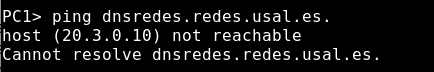 PC1> ping dnsredes.redes.usal.es.
host (20.3.0.10) not reachable
Cannot resolve dnsredes.redes.usal.es.